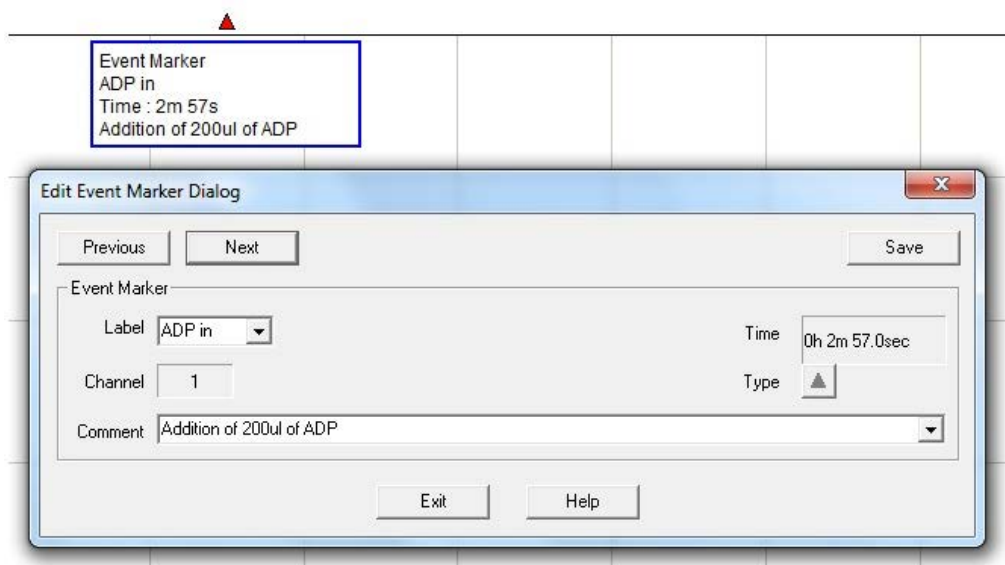 Event Marker
ADP in
Time : 2m 57s
Addition of 200ul of ADP
Edit Event Marker Dialog
Previous
Next
Save
Event Marker
Label
ADP in
Time
0h 2m 57.0sec
Channel
1
Type
Comment
Addition of 200ul of ADP
Exit
Help